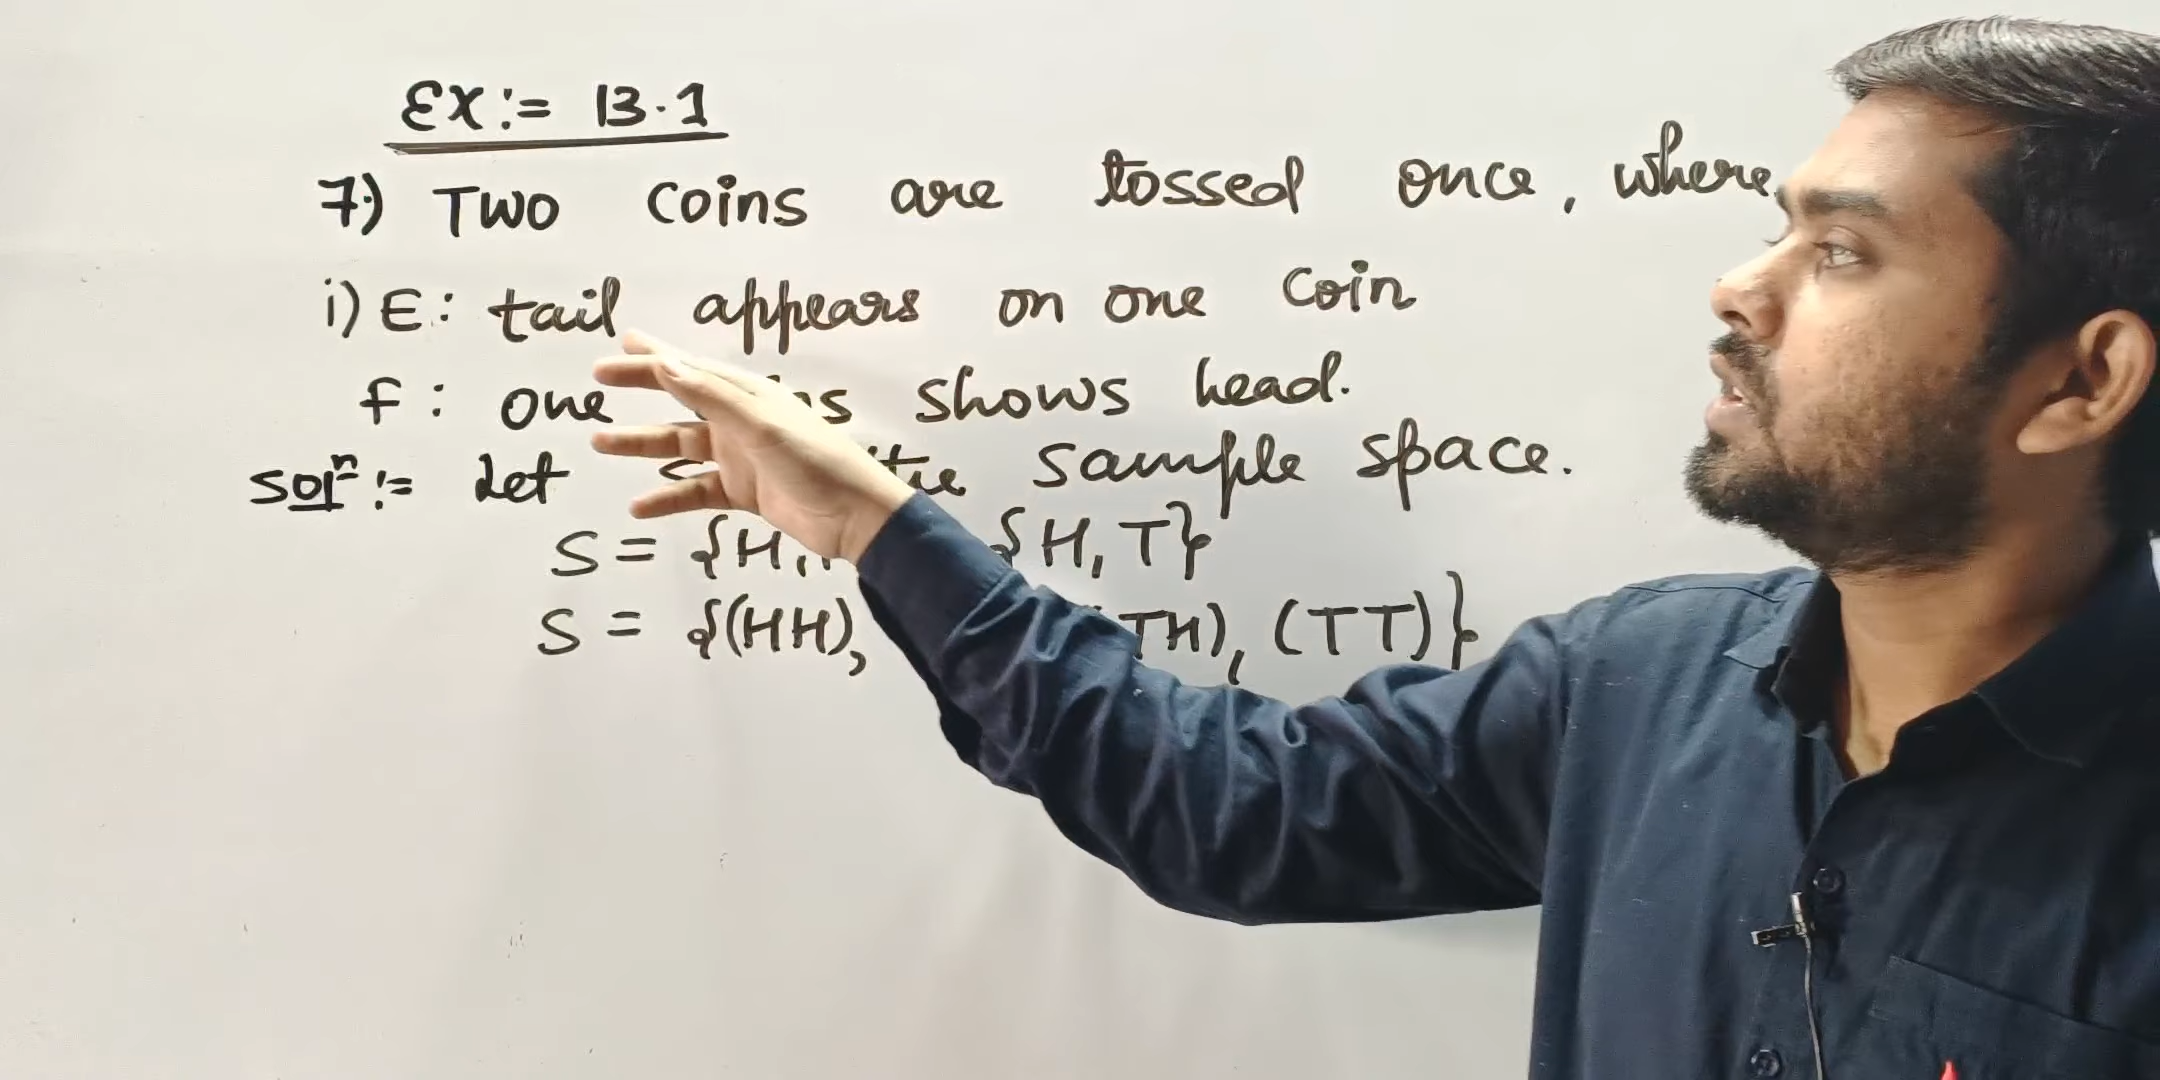 Ex:= 13.1
7) Two coins are tossed once, where
i) E: tail appears on one coin
F: one shows head.
Solⁿ:= Let S the sample space.
S = {H, {H, T}
S = {(HH), (TH), (TT)}